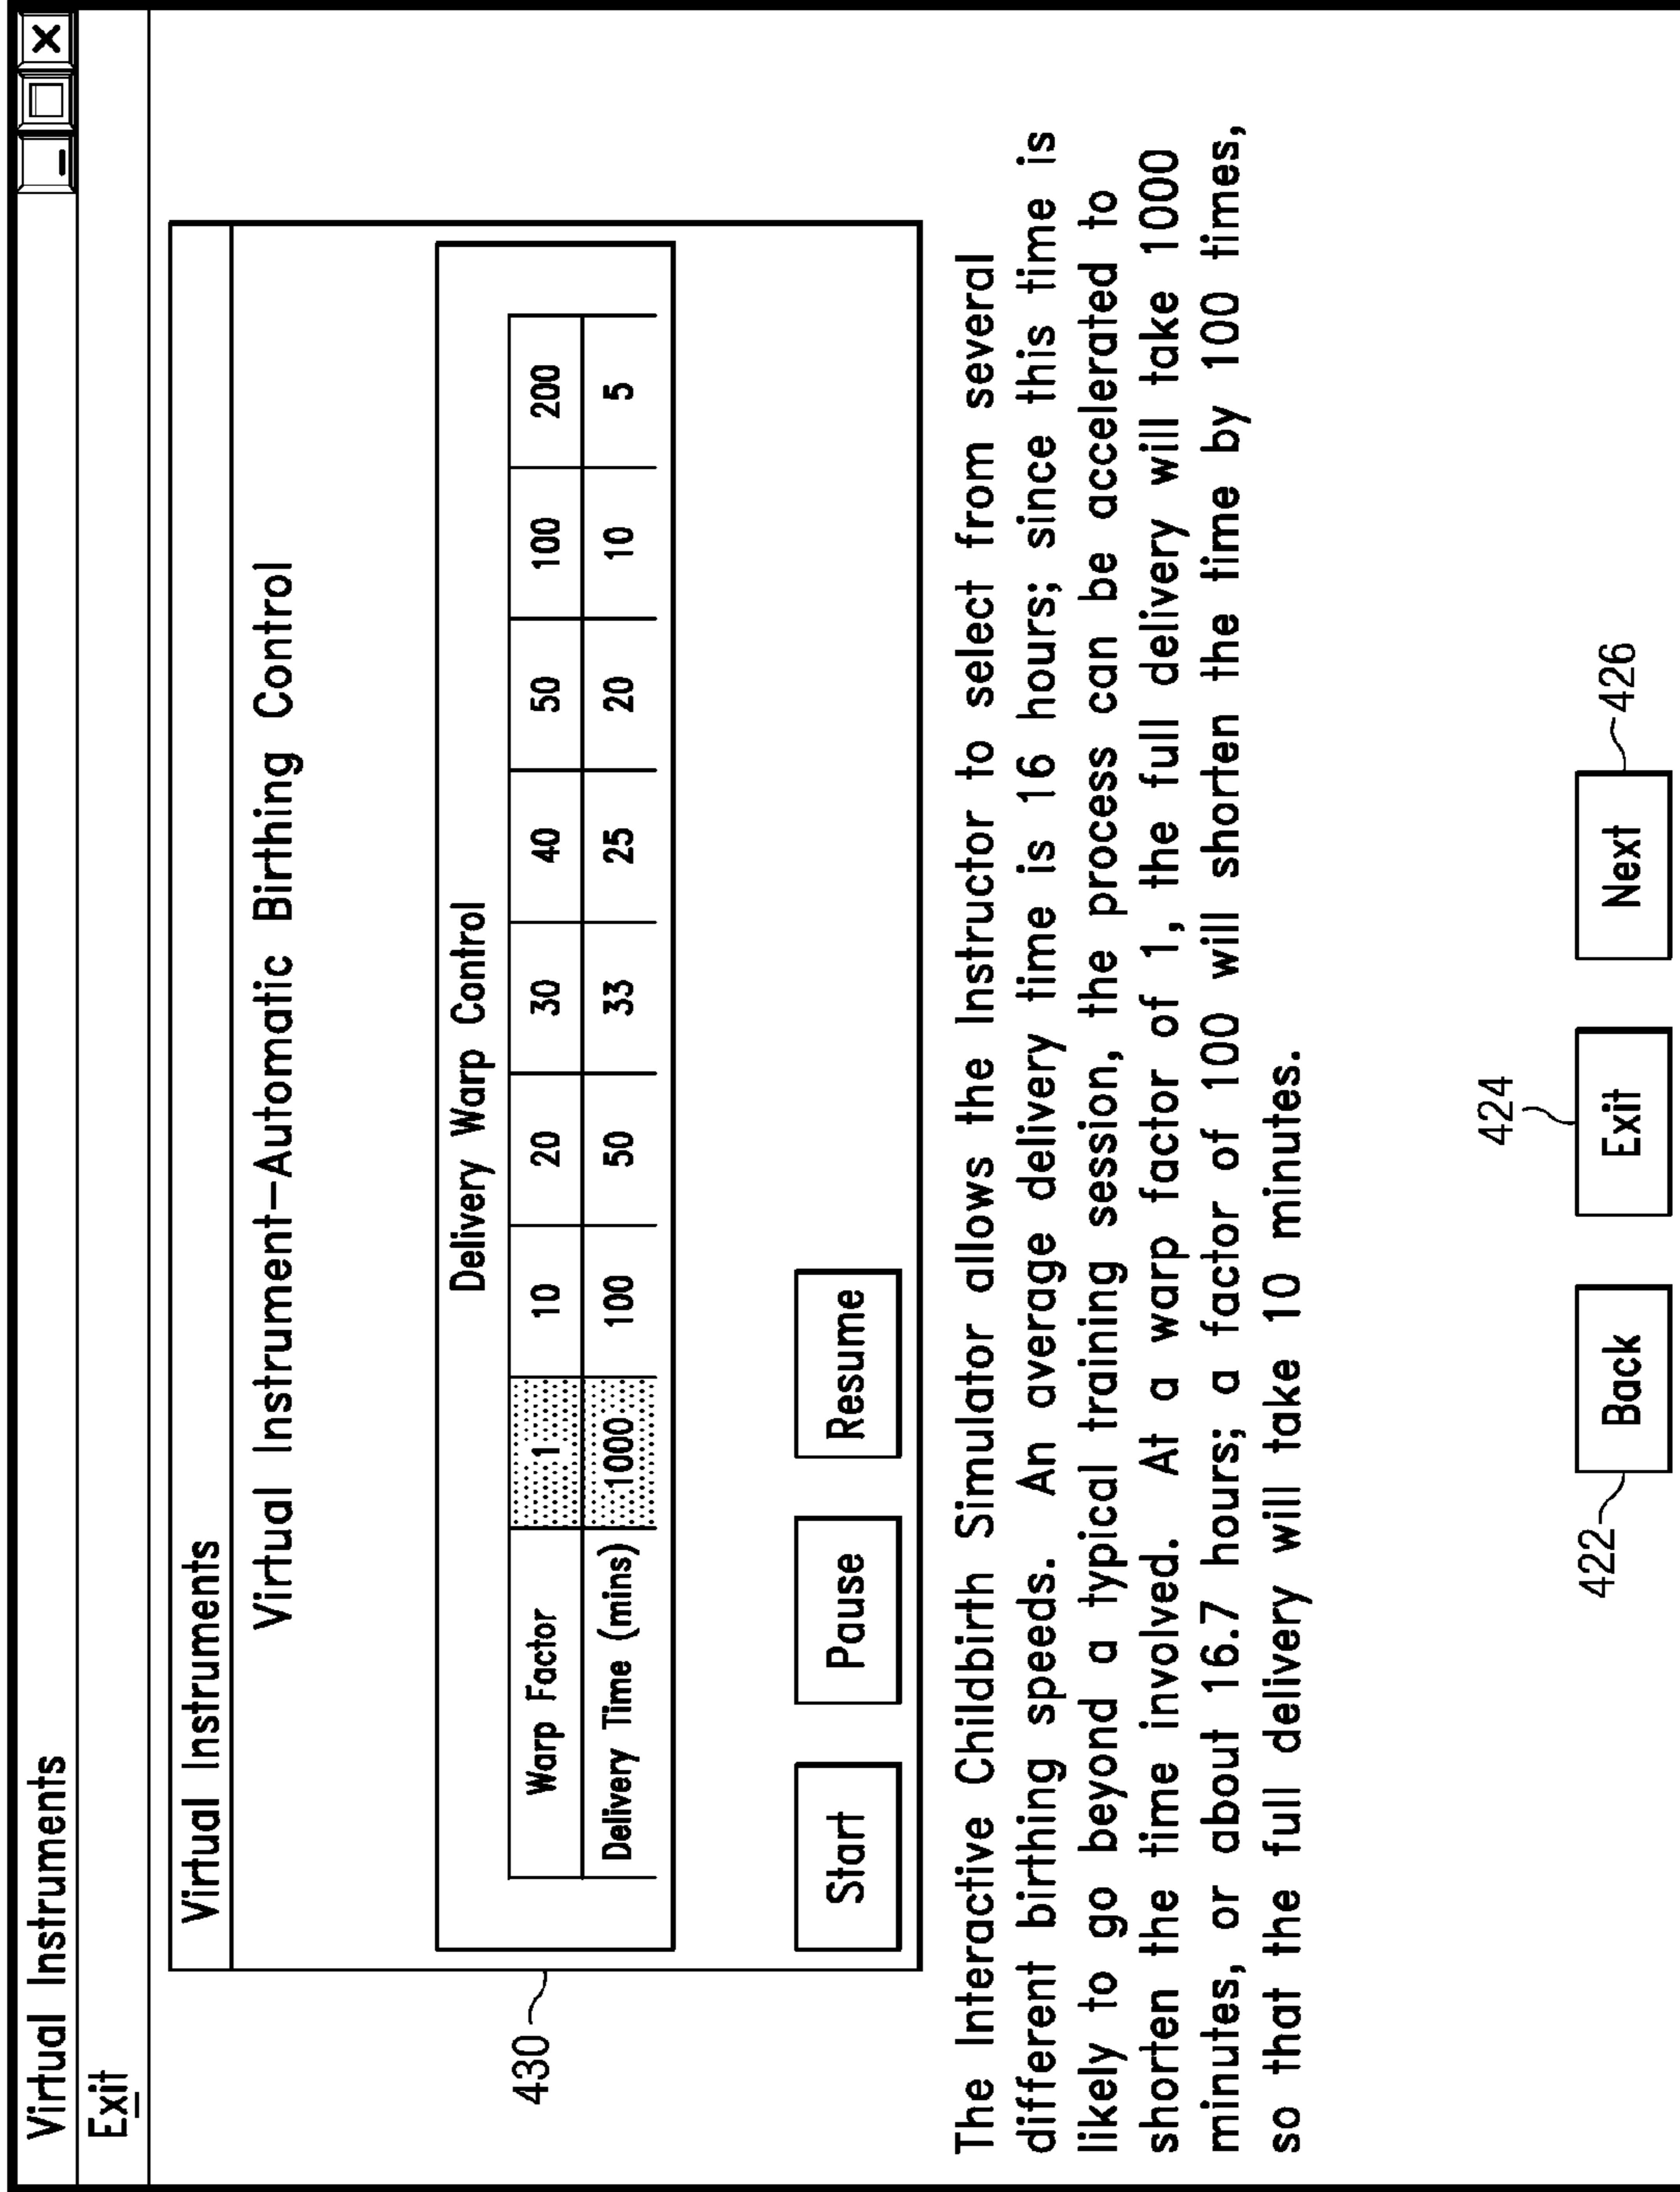 Virtual Instruments
Exit
Virtual Instruments
Virtual Instrument-Automatic Birthing Control
Delivery Warp Control
Warp Factor 1 10 20 30 40 50 100 200
Delivery Time (mins) 1000 100 50 33 25 20 10 5
430
Start Pause Resume
The Interactive Childbirth Simulator allows the Instructor to select from several
different birthing speeds. An average delivery time is 16 hours; since this time is
likely to go beyond a typical training session, the process can be accelerated to
shorten the time involved. At a warp factor of 1, the full delivery will take 1000
minutes, or about 16.7 hours; a factor of 100 will shorten the time by 100 times,
so that the full delivery will take 10 minutes.
424
422 Back Exit Next 426